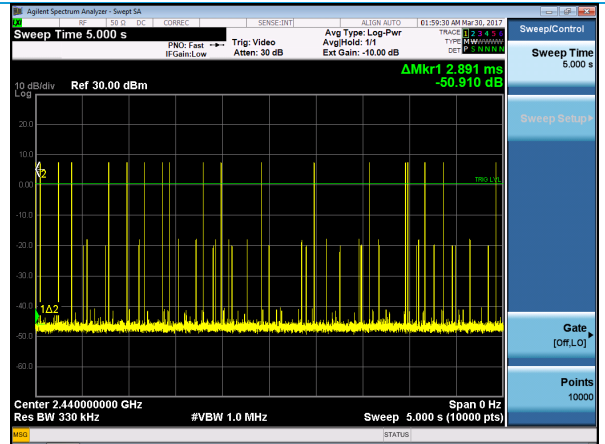 Agilent Spectrum Analyzer - Swept SA
LXI RF 50 Ω DC CORREC SENSE:INT ALIGN AUTO 01:59:30 AM Mar 30, 2017
Sweep Time 5.000 s
PNO: Fast
IFGain:Low
Trig: Video
Atten: 30 dB
Avg Type: Log-Pwr
Avg|Hold: 1/1
Ext Gain: -10.00 dB
TRACE 1 2 3 4 5 6
TYPE
DET P S N N N N
ΔMkr1 2.891 ms
-50.910 dB
10 dB/div Ref 30.00 dBm
Log
20.0
10.0
0.00
-10.0
-20.0
-30.0
-40.0
-50.0
-60.0
2
TRIG LVL
1Δ2
Center 2.440000000 GHz Span 0 Hz
Res BW 330 kHz #VBW 1.0 MHz Sweep 5.000 s (10000 pts)
MSG STATUS
Sweep/Control
Sweep Time
5.000 s
Sweep Setup
Gate
[Off,LO]
Points
10000